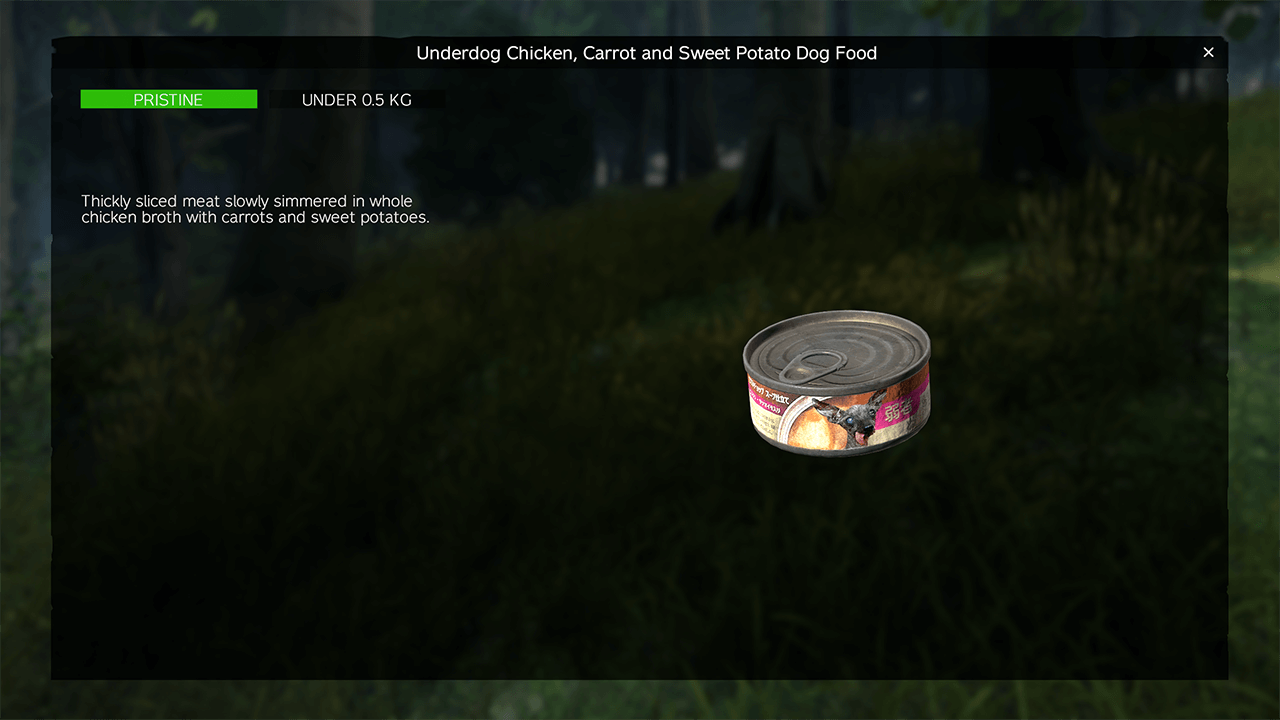 Underdog Chicken, Carrot and Sweet Potato Dog Food
PRISTINE
UNDER 0.5 KG
Thickly sliced meat slowly simmered in whole
chicken broth with carrots and sweet potatoes.